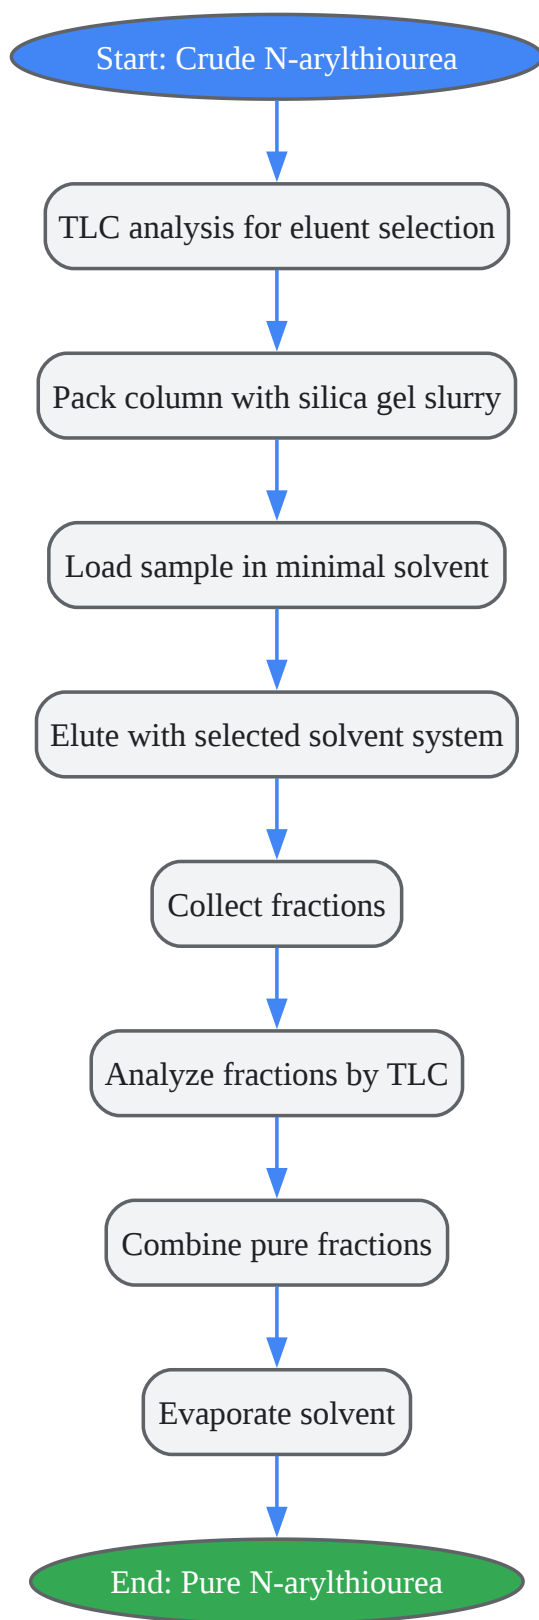 Start: Crude N-arylthiourea
TLC analysis for eluent selection
Pack column with silica gel slurry
Load sample in minimal solvent
Elute with selected solvent system
Collect fractions
Analyze fractions by TLC
Combine pure fractions
Evaporate solvent
End: Pure N-arylthiourea